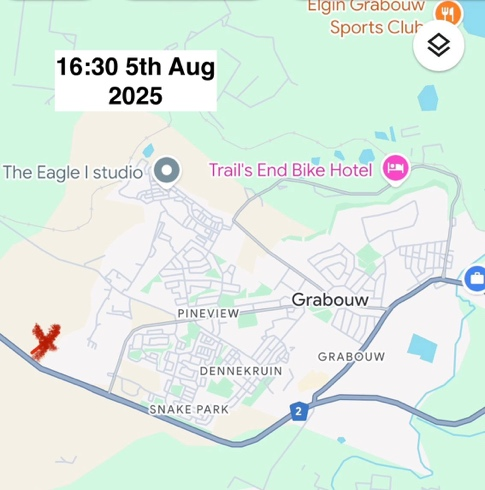 Elgin Grabouw
Sports Club
16:30 5th Aug
2025
The Eagle I studio
Trail's End Bike Hotel
Grabouw
PINEVIEW
GRABOUW
DENNEKRUIN
SNAKE PARK
2